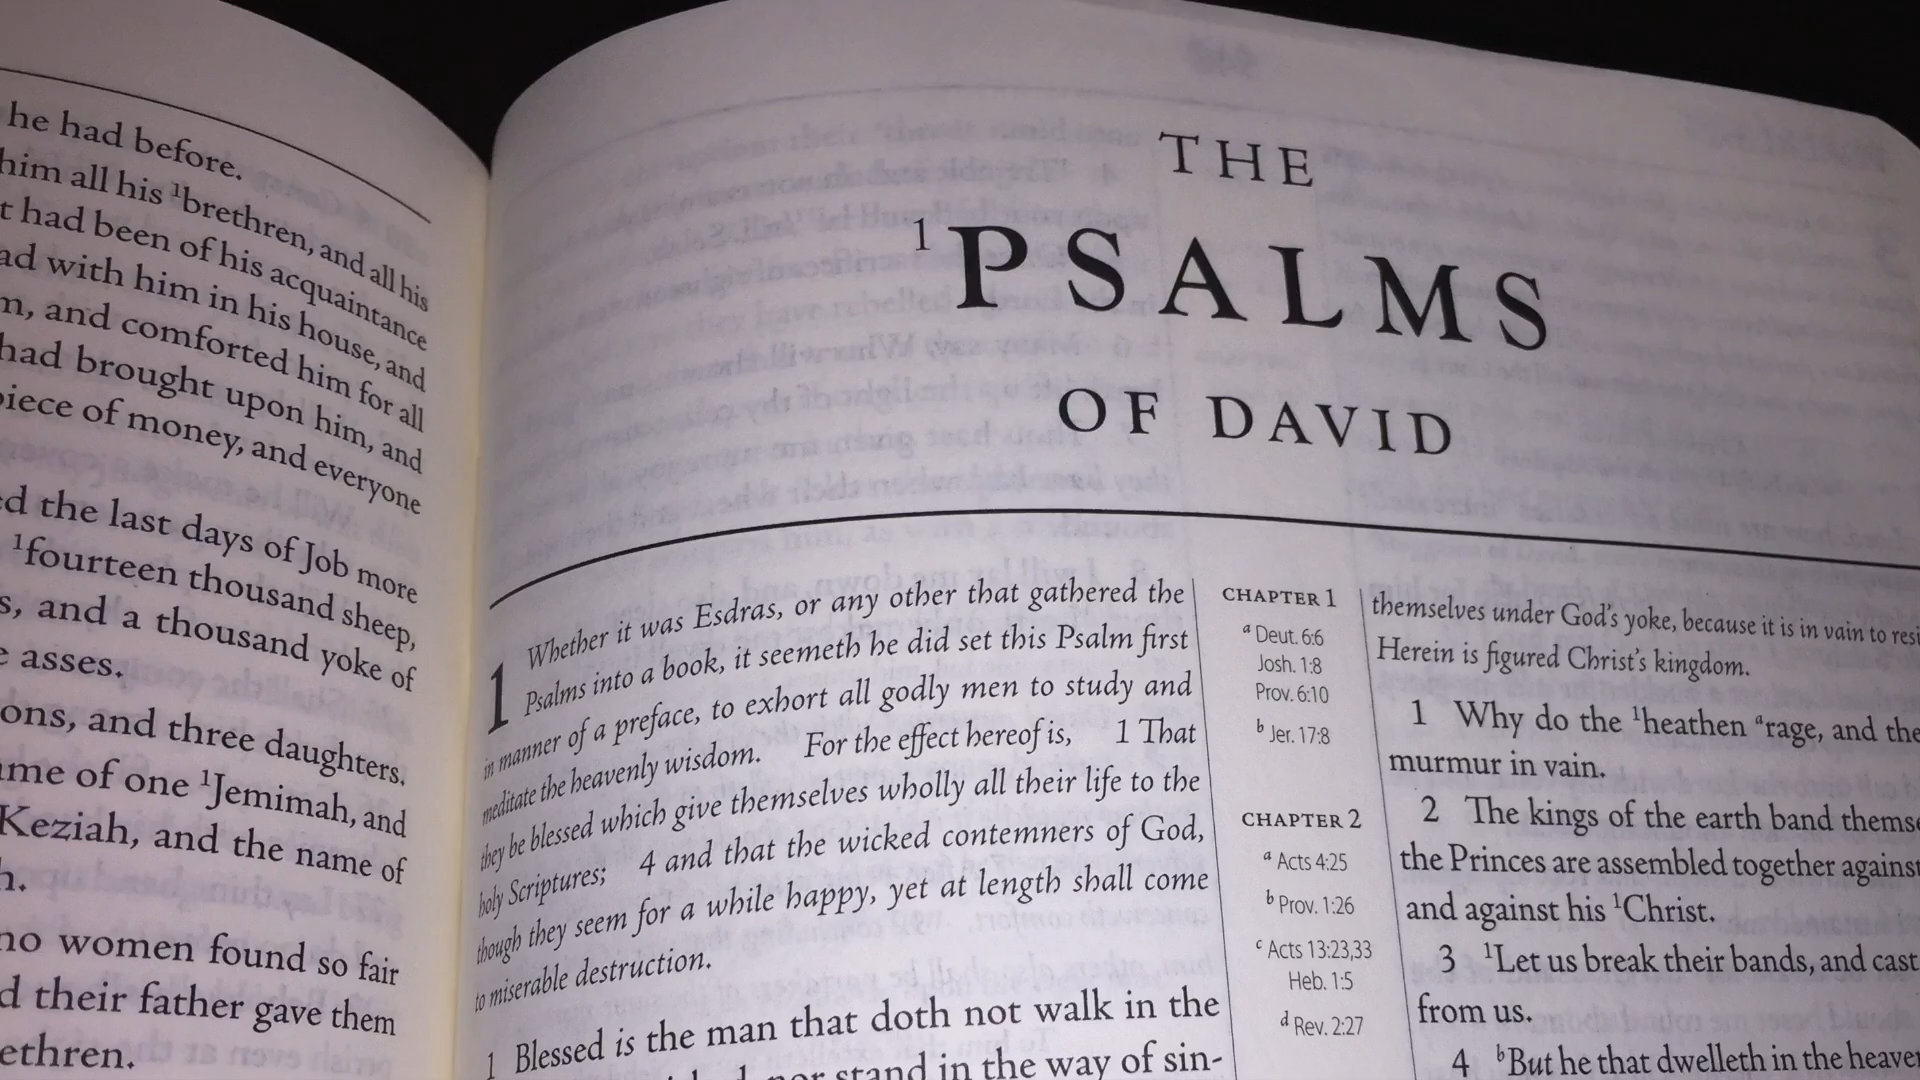 he had before.
him all his ¹brethren, and all his
had been of his acquaintance
with him in his house, and
and comforted him for all
had brought upon him, and
piece of money, and everyone
the last days of Job more
¹fourteen thousand sheep,
and a thousand yoke of
asses.
and three daughters.
of one ¹Jemimah, and
Keziah, and the name of
no women found so fair
their father gave them
THE
¹PSALMS
OF DAVID
1 Whether it was Esdras, or any other that gathered the
Psalms into a book, it seemeth he did set this Psalm first
in manner of a preface, to exhort all godly men to study and
meditate the heavenly wisdom. For the effect hereof is, 1 That
they be blessed which give themselves wholly all their life to the
holy Scriptures; 4 and that the wicked contemners of God,
though they seem for a while happy, yet at length shall come
to miserable destruction.
1 Blessed is the man that doth not walk in the
nor stand in the way of sin-
CHAPTER 1
a Deut. 6:6
Josh. 1:8
Prov. 6:10
b Jer. 17:8
CHAPTER 2
a Acts 4:25
b Prov. 1:26
c Acts 13:23,33
Heb. 1:5
d Rev. 2:27
themselves under God's yoke, because it is in vain to
Herein is figured Christ's kingdom.
1 Why do the ¹heathen ᵃrage, and the
murmur in vain.
2 The kings of the earth band
the Princes are assembled together against
and against his ¹Christ.
3 ¹Let us break their bands, and cast
from us.
4 ᵇBut he that dwelleth in the